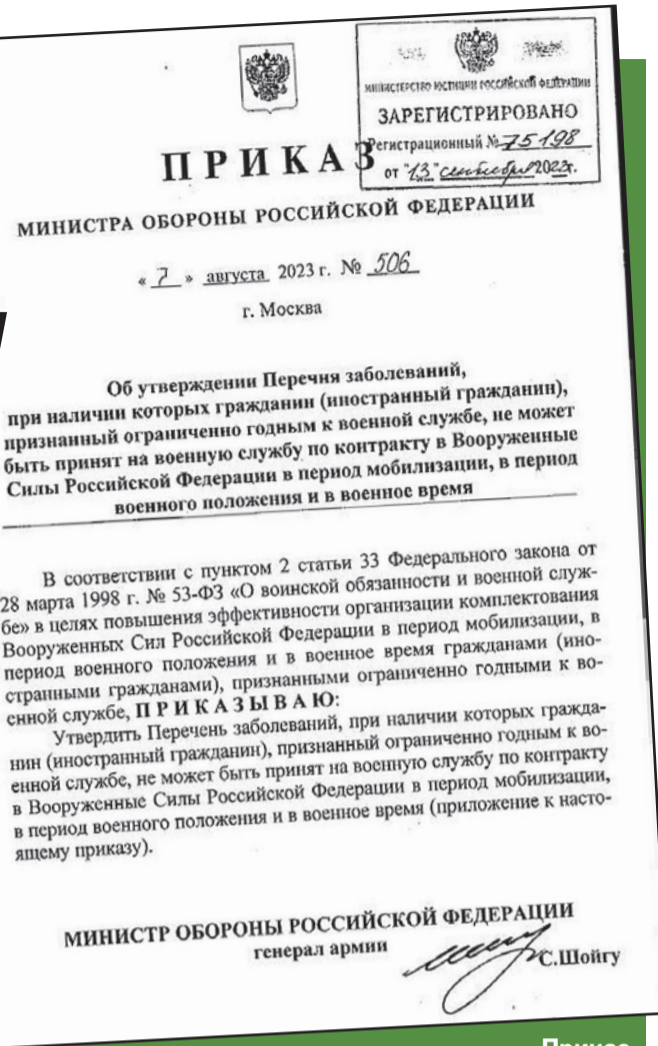 МИНИСТЕРСТВО ЮСТИЦИИ РОССИЙСКОЙ ФЕДЕРАЦИИ
ЗАРЕГИСТРИРОВАНО
Регистрационный № 75198
от "13" сентября 2023г.
ПРИКАЗ
МИНИСТРА ОБОРОНЫ РОССИЙСКОЙ ФЕДЕРАЦИИ
« 7 » августа 2023 г. № 506
г. Москва
Об утверждении Перечня заболеваний,
при наличии которых гражданин (иностранный гражданин),
признанный ограниченно годным к военной службе, не может
быть принят на военную службу по контракту в Вооруженные
Силы Российской Федерации в период мобилизации, в период
военного положения и в военное время
В соответствии с пунктом 2 статьи 33 Федерального закона от
28 марта 1998 г. № 53-ФЗ «О воинской обязанности и военной служ-
бе» в целях повышения эффективности организации комплектования
Вооруженных Сил Российской Федерации в период мобилизации, в
период военного положения и в военное время гражданами (ино-
странными гражданами), признанными ограниченно годными к во-
енной службе, П Р И К А З Ы В А Ю:
Утвердить Перечень заболеваний, при наличии которых гражда-
нин (иностранный гражданин), признанный ограниченно годным к во-
енной службе, не может быть принят на военную службу по контракту
в Вооруженные Силы Российской Федерации в период мобилизации,
в период военного положения и в военное время (приложение к насто-
ящему приказу).
МИНИСТР ОБОРОНЫ РОССИЙСКОЙ ФЕДЕРАЦИИ
генерал армии
С.Шойгу